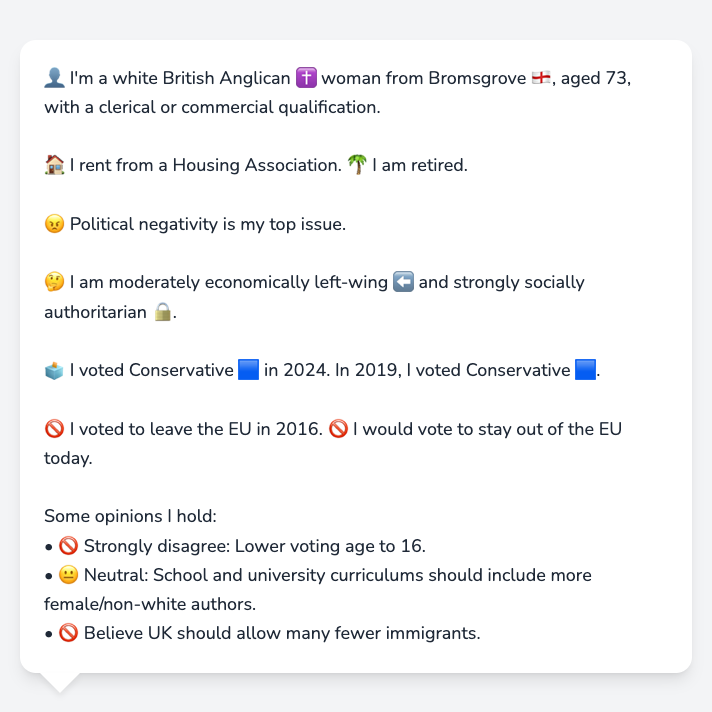 👤 I'm a white British Anglican ✝️ woman from Bromsgrove 🏴󠁧󠁢󠁥󠁮󠁧󠁿, aged 73,
with a clerical or commercial qualification.
🏠 I rent from a Housing Association. 🌴 I am retired.
😠 Political negativity is my top issue.
🤔 I am moderately economically left-wing ⬅️ and strongly socially
authoritarian 🔒.
🗳️ I voted Conservative 🟦 in 2024. In 2019, I voted Conservative 🟦.
🚫 I voted to leave the EU in 2016. 🚫 I would vote to stay out of the EU
today.
Some opinions I hold:
• 🚫 Strongly disagree: Lower voting age to 16.
• 😐 Neutral: School and university curriculums should include more
female/non-white authors.
• 🚫 Believe UK should allow many fewer immigrants.